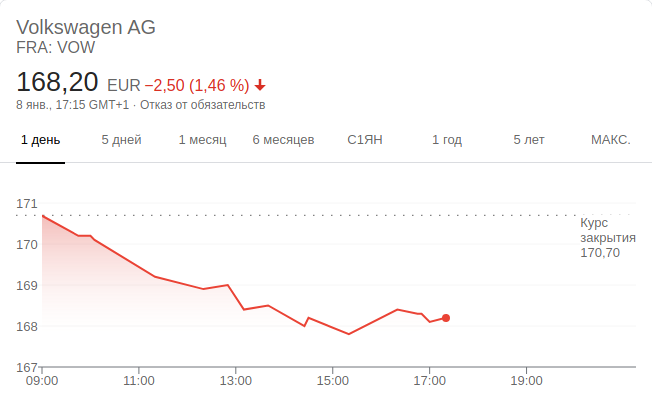 Volkswagen AG
FRA: VOW
168,20 EUR −2,50 (1,46 %)
8 янв., 17:15 GMT+1 · Отказ от обязательств
1 день 5 дней 1 месяц 6 месяцев С1ЯН 1 год 5 лет МАКС.
171
170
169
168
167
Курс
закрытия
170,70
09:00 11:00 13:00 15:00 17:00 19:00